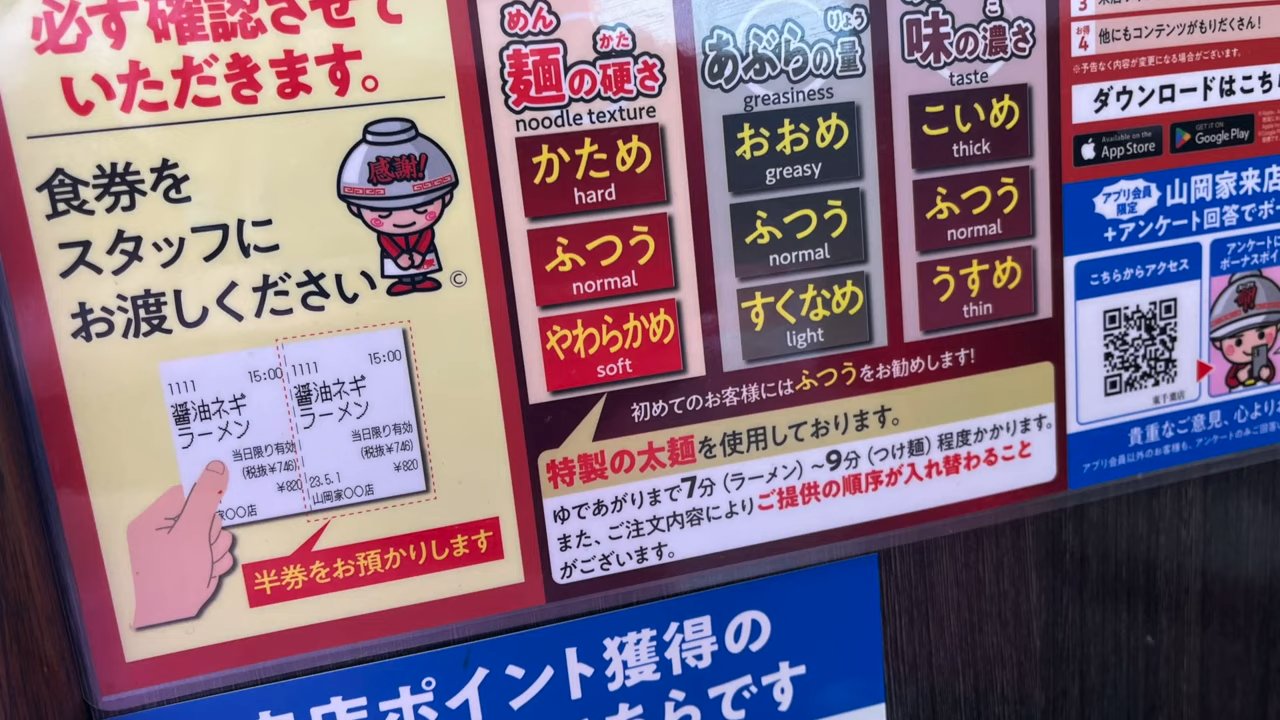 必ず確認させて
いただきます。
食券を
スタッフに
お渡しください
感謝!
©
1111 15:00
醤油ネギ
ラーメン
当日限り有効
(税抜¥746)
¥820
家〇〇店
1111 15:00
醤油ネギ
ラーメン
当日限り有効
(税抜¥746)
¥820
23.5.1
山岡家〇〇店
半券をお預かりします
めん かた
麺の硬さ
noodle texture
かため
hard
ふつう
normal
やわらかめ
soft
りょう
あぶらの量
greasiness
おおめ
greasy
ふつう
normal
すくなめ
light
こ
味の濃さ
taste
こいめ
thick
ふつう
normal
うすめ
thin
初めてのお客様にはふつうをお勧めします!
特製の太麺を使用しております。
ゆであがりまで7分(ラーメン)~9分(つけ麺)程度かかります。
また、ご注文内容によりご提供の順序が入れ替わること
がございます。
3
お得
4 他にもコンテンツがもりだくさん!
※予告なく内容が変更になる場合がございます。
ダウンロードはこち
Available on the
App Store
GET IT ON
Google Play
アプリ会員
限定
山岡家来店
+アンケート回答でボー
こちらからアクセス
東千葉店
アンケート
ボーナスポイ
貴重なご意見、心より
アプリ会員以外のお客様も、アンケートのみご回答
店ポイント獲得の
ちらです